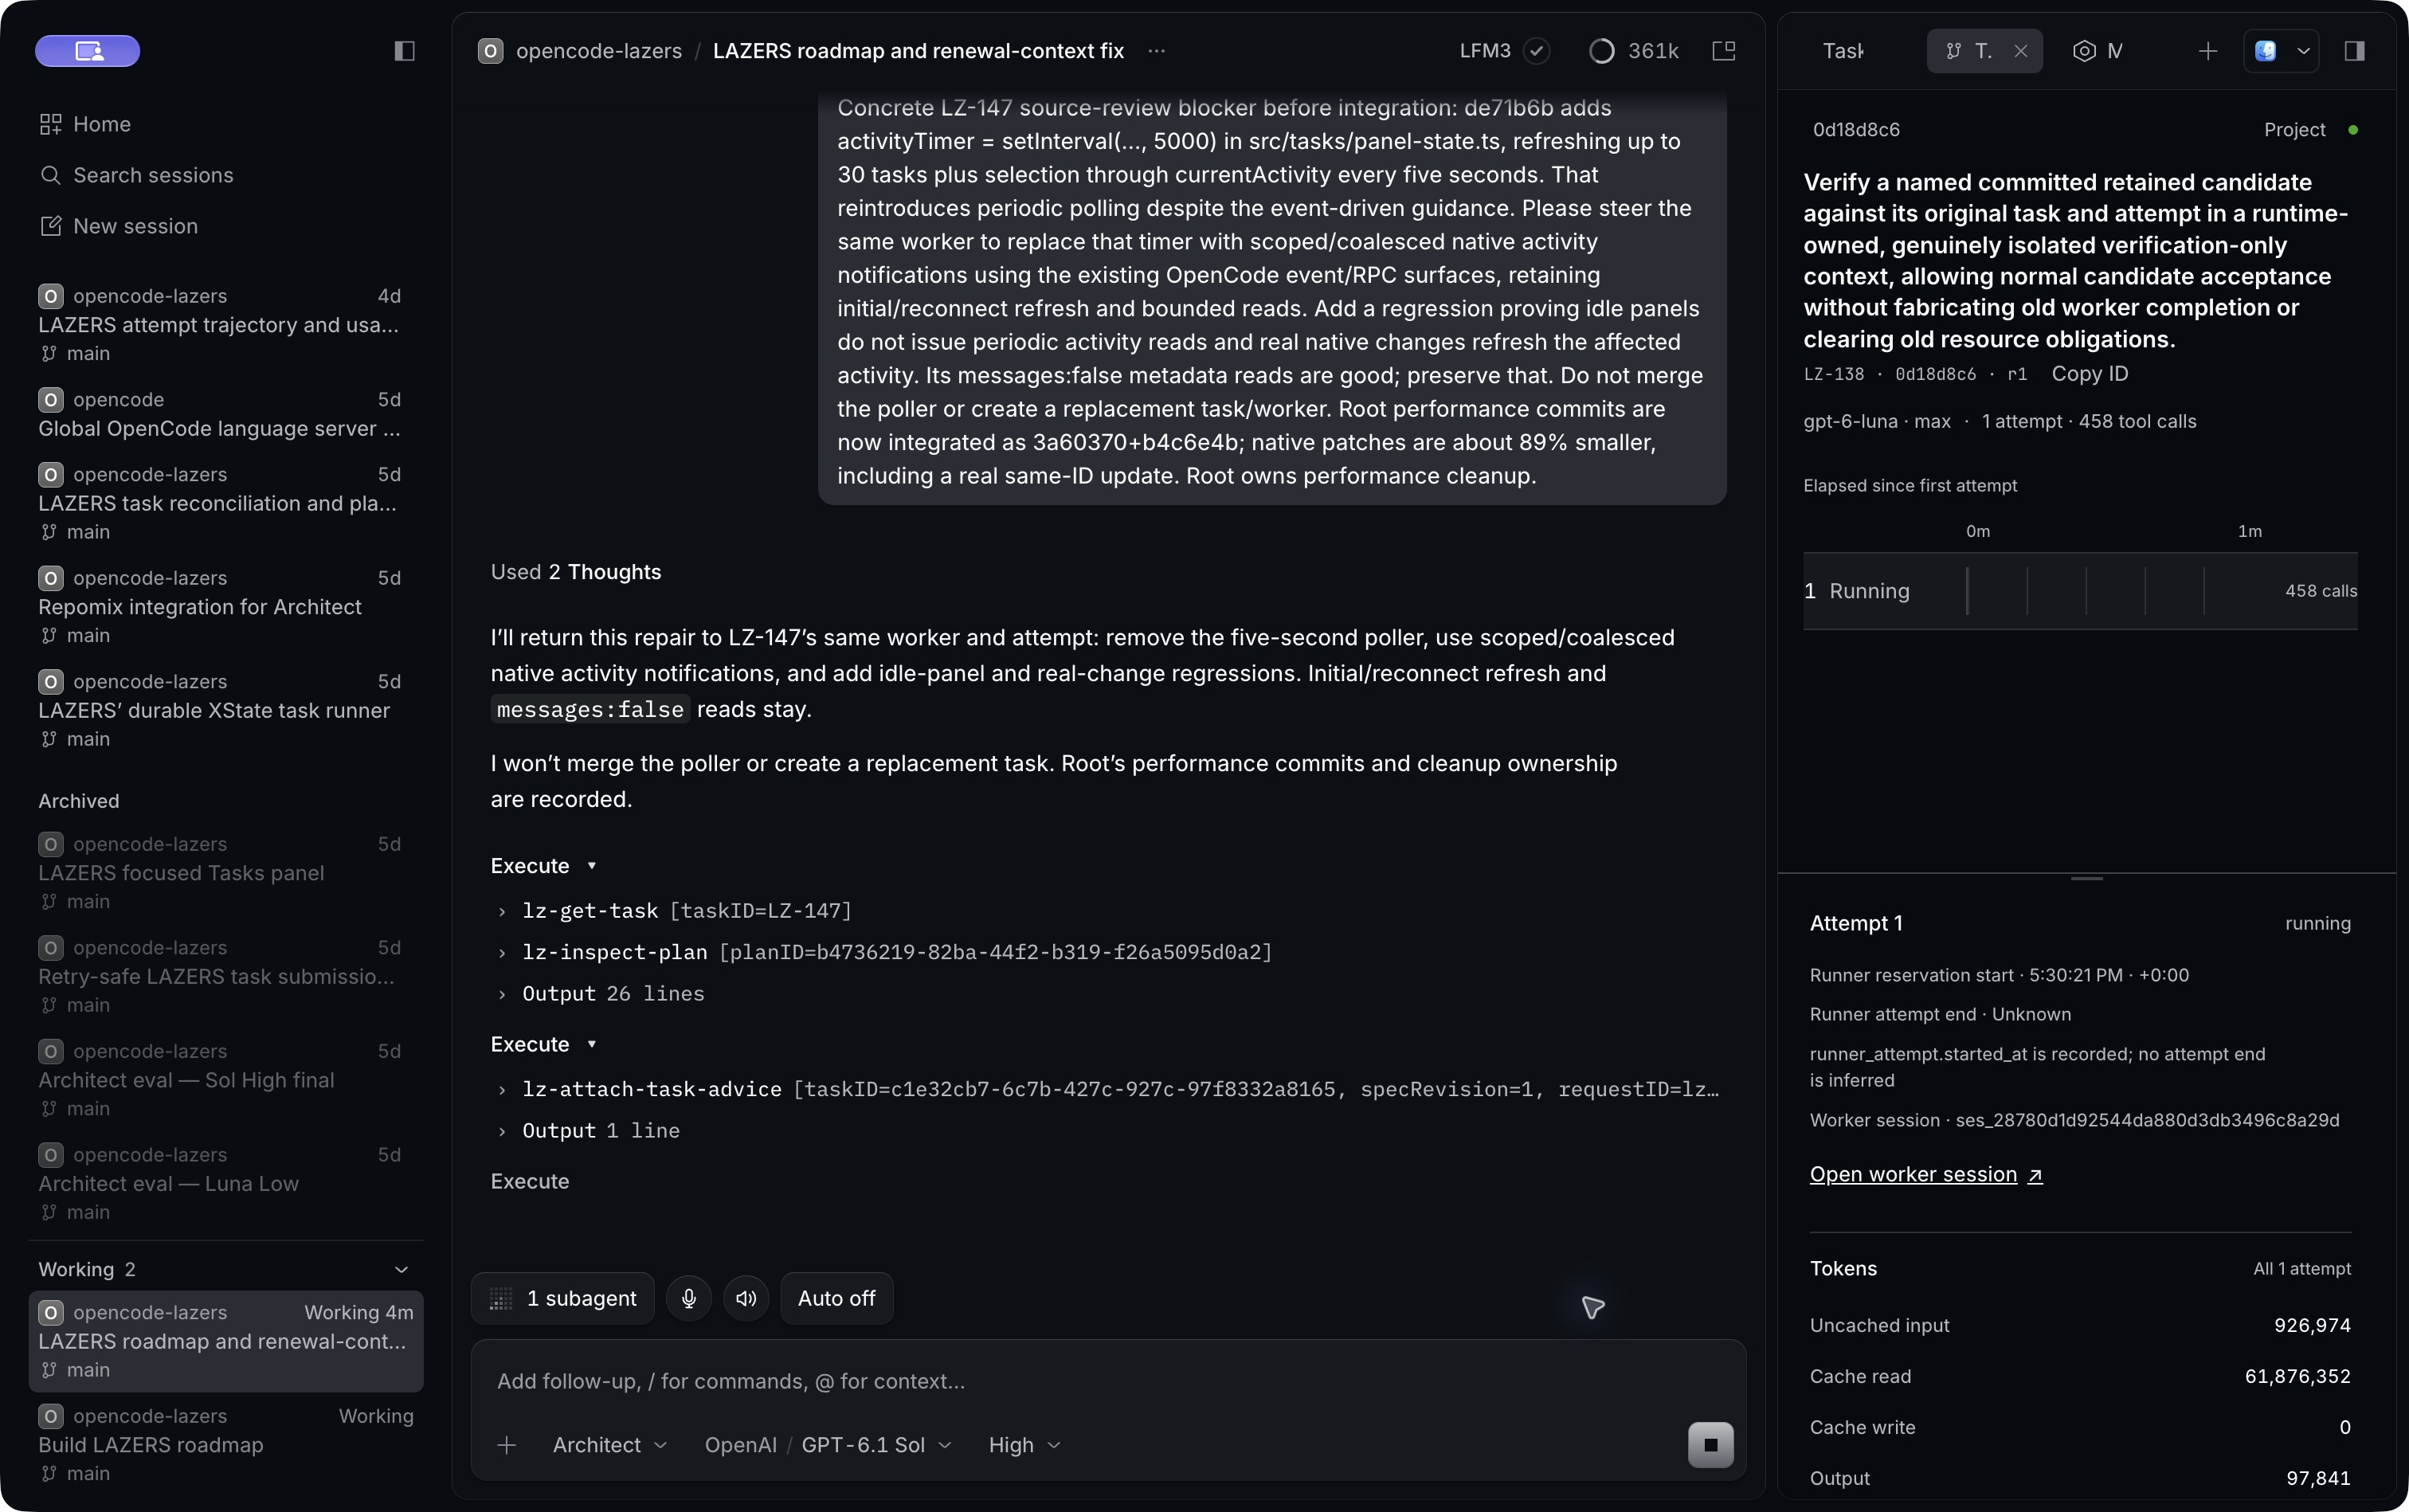 Home
Search sessions
New session
O opencode-lazers 4d
LAZERS attempt trajectory and usa...
main
O opencode 5d
Global OpenCode language server ...
O opencode-lazers 5d
LAZERS task reconciliation and pla...
main
O opencode-lazers 5d
Repomix integration for Architect
main
O opencode-lazers 5d
LAZERS’ durable XState task runner
main
Archived
O opencode-lazers 5d
LAZERS focused Tasks panel
main
O opencode-lazers 5d
Retry-safe LAZERS task submissio...
main
O opencode-lazers 5d
Architect eval — Sol High final
main
O opencode-lazers 5d
Architect eval — Luna Low
main
Working 2
O opencode-lazers Working 4m
LAZERS roadmap and renewal-cont...
main
O opencode-lazers Working
Build LAZERS roadmap
main
O opencode-lazers / LAZERS roadmap and renewal-context fix ... LFM3 361k
Concrete LZ-147 source-review blocker before integration: de71b6b adds
activityTimer = setInterval(..., 5000) in src/tasks/panel-state.ts, refreshing up to
30 tasks plus selection through currentActivity every five seconds. That
reintroduces periodic polling despite the event-driven guidance. Please steer the
same worker to replace that timer with scoped/coalesced native activity
notifications using the existing OpenCode event/RPC surfaces, retaining
initial/reconnect refresh and bounded reads. Add a regression proving idle panels
do not issue periodic activity reads and real native changes refresh the affected
activity. Its messages:false metadata reads are good; preserve that. Do not merge
the poller or create a replacement task/worker. Root performance commits are
now integrated as 3a60370+b4c6e4b; native patches are about 89% smaller,
including a real same-ID update. Root owns performance cleanup.
Used 2 Thoughts
I’ll return this repair to LZ-147’s same worker and attempt: remove the five-second poller, use scoped/coalesced
native activity notifications, and add idle-panel and real-change regressions. Initial/reconnect refresh and
messages:false reads stay.
I won’t merge the poller or create a replacement task. Root’s performance commits and cleanup ownership
are recorded.
Execute
lz-get-task [taskID=LZ-147]
lz-inspect-plan [planID=b4736219-82ba-44f2-b319-f26a5095d0a2]
Output 26 lines
Execute
lz-attach-task-advice [taskID=c1e32cb7-6c7b-427c-927c-97f8332a8165, specRevision=1, requestID=lz…
Output 1 line
Execute
1 subagent Auto off
Add follow-up, / for commands, @ for context...
Architect OpenAI / GPT-6.1 Sol High
Task T. M
0d18d8c6 Project
Verify a named committed retained candidate
against its original task and attempt in a runtime-
owned, genuinely isolated verification-only
context, allowing normal candidate acceptance
without fabricating old worker completion or
clearing old resource obligations.
LZ-138 · 0d18d8c6 · r1 Copy ID
gpt-6-luna · max · 1 attempt · 458 tool calls
Elapsed since first attempt
0m 1m
1 Running 458 calls
Attempt 1 running
Runner reservation start · 5:30:21 PM · +0:00
Runner attempt end · Unknown
runner_attempt.started_at is recorded; no attempt end
is inferred
Worker session · ses_28780d1d92544da880d3db3496c8a29d
Open worker session ↗
Tokens All 1 attempt
Uncached input 926,974
Cache read 61,876,352
Cache write 0
Output 97,841